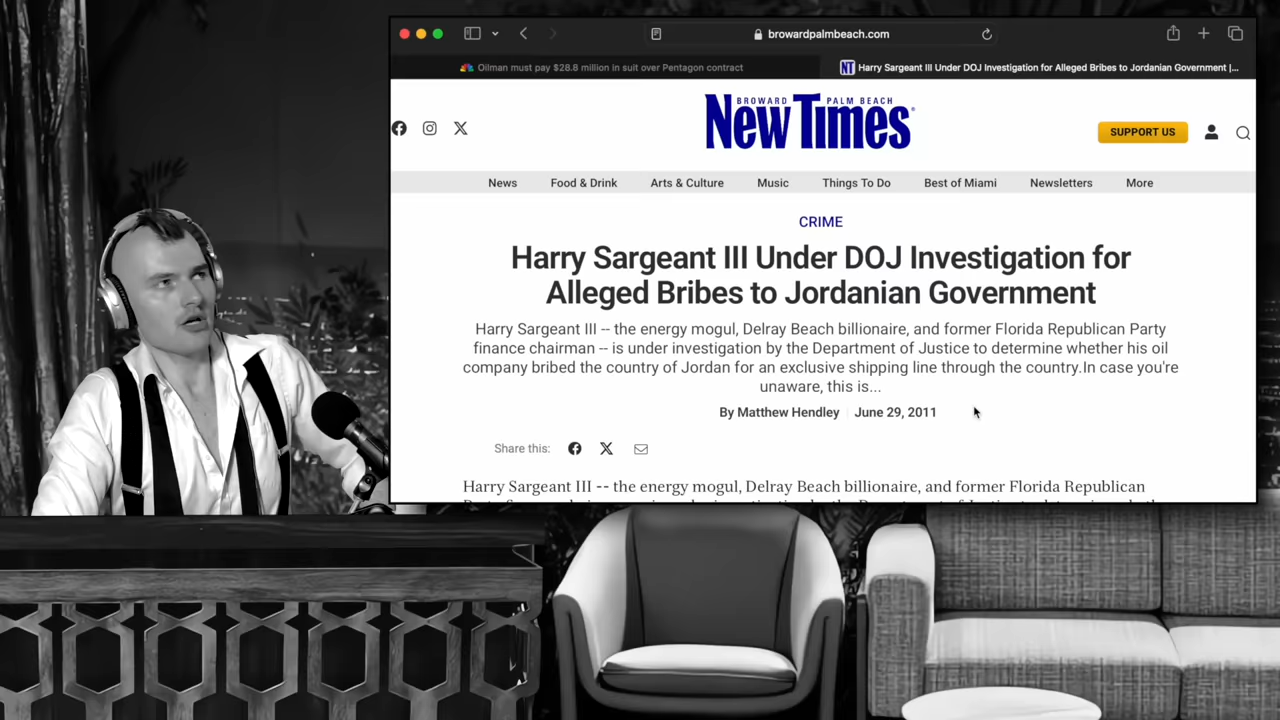 browardpalmbeach.com
Oilman must pay $28.8 million in suit over Pentagon contract
NT Harry Sargeant III Under DOJ Investigation for Alleged Bribes to Jordanian Government |...
BROWARD PALM BEACH
New Times
SUPPORT US
News Food & Drink Arts & Culture Music Things To Do Best of Miami Newsletters More
CRIME
Harry Sargeant III Under DOJ Investigation for
Alleged Bribes to Jordanian Government
Harry Sargeant III -- the energy mogul, Delray Beach billionaire, and former Florida Republican Party
finance chairman -- is under investigation by the Department of Justice to determine whether his oil
company bribed the country of Jordan for an exclusive shipping line through the country.In case you're
unaware, this is...
By Matthew Hendley June 29, 2011
Share this:
Harry Sargeant III -- the energy mogul, Delray Beach billionaire, and former Florida Republican